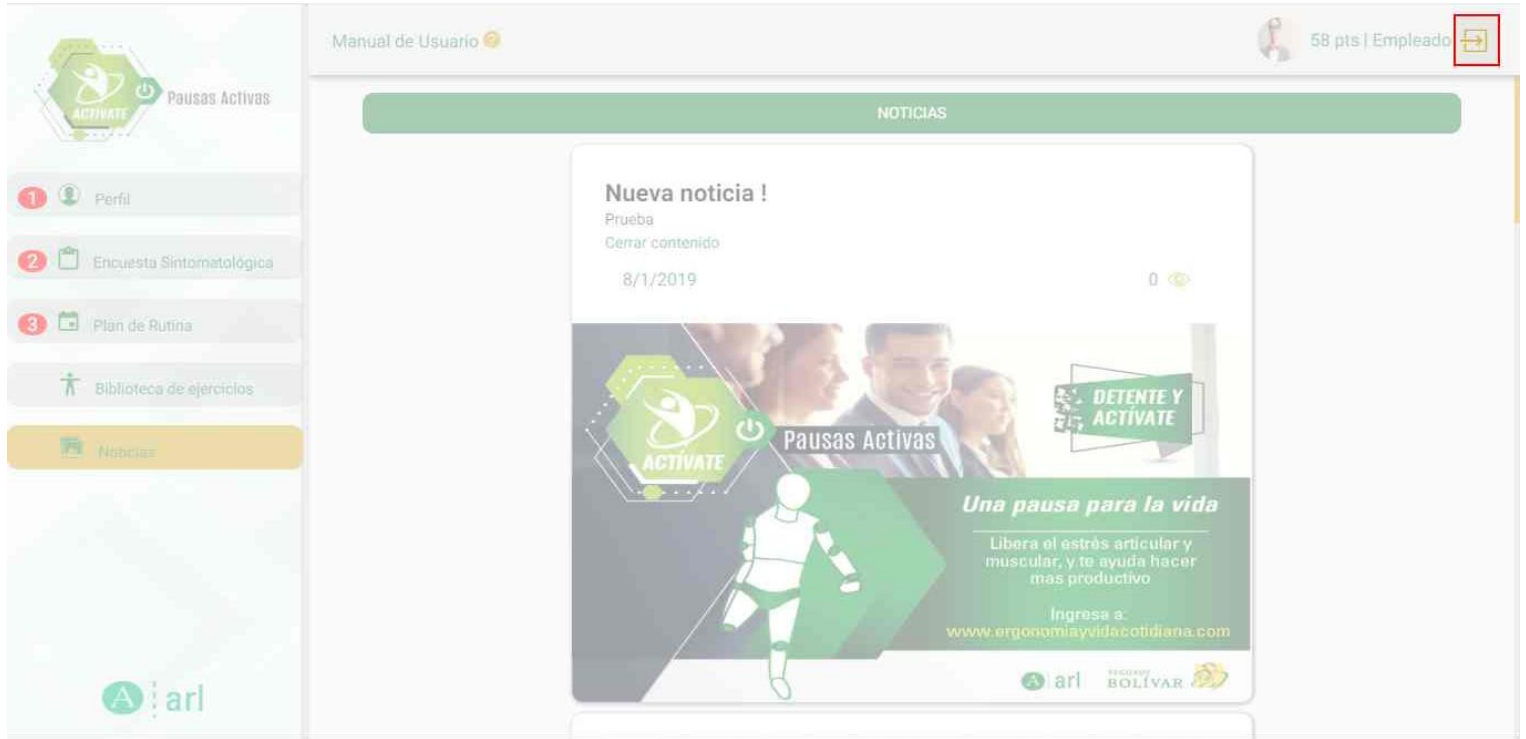 Manual de Usuario
58 pts | Empleado
ACTÍVATE
Pausas Activas
1 Perfil
2 Encuesta Sintomatológica
3 Plan de Rutina
Biblioteca de ejercicios
Noticias
A arl
NOTICIAS
Nueva noticia !
Prueba
Cerrar contenido
8/1/2019
0
DETENTE Y
ACTÍVATE
ACTÍVATE
Pausas Activas
Una pausa para la vida
Libera el estrés articular y
muscular, y te ayuda hacer
mas productivo
Ingresa a:
www.ergonomiayvidacotidiana.com
A arl
SEGUROS
BOLÍVAR